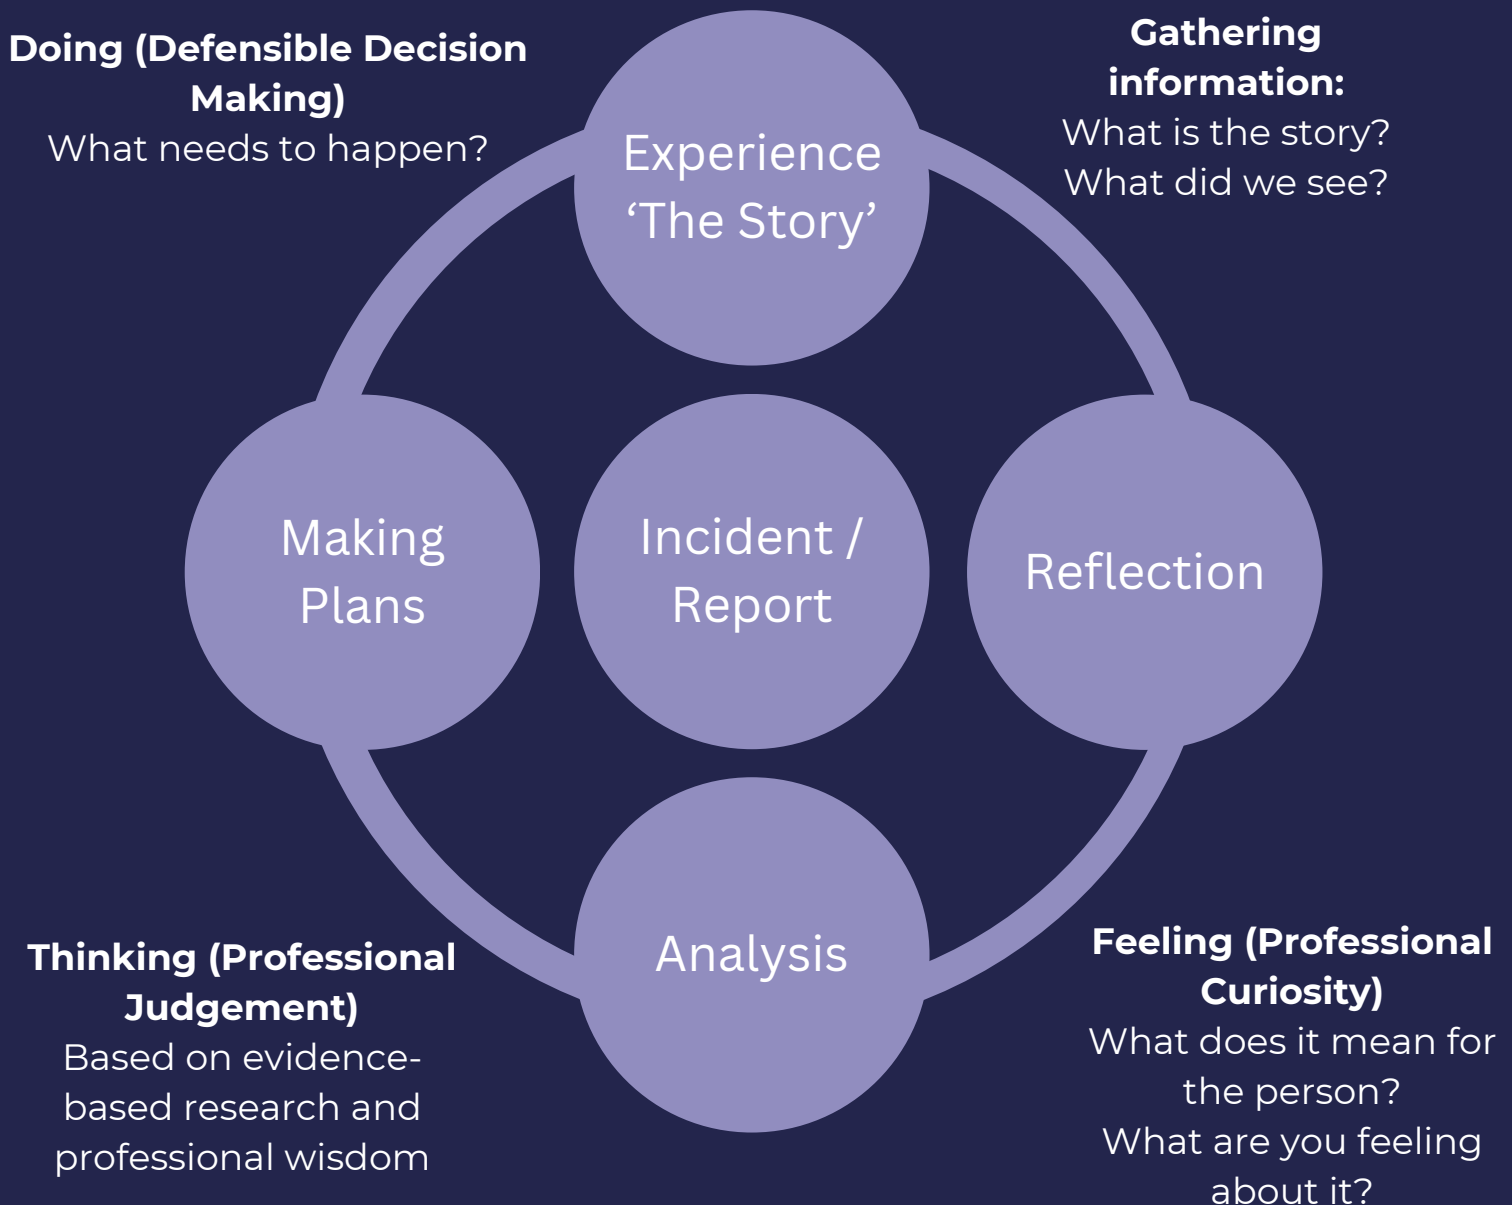 Doing (Defensible Decision
Making)
What needs to happen?
Gathering
information:
What is the story?
What did we see?
Experience
‘The Story’
Making
Plans
Incident /
Report
Reflection
Analysis
Thinking (Professional
Judgement)
Based on evidence-
based research and
professional wisdom
Feeling (Professional
Curiosity)
What does it mean for
the person?
What are you feeling
about it?